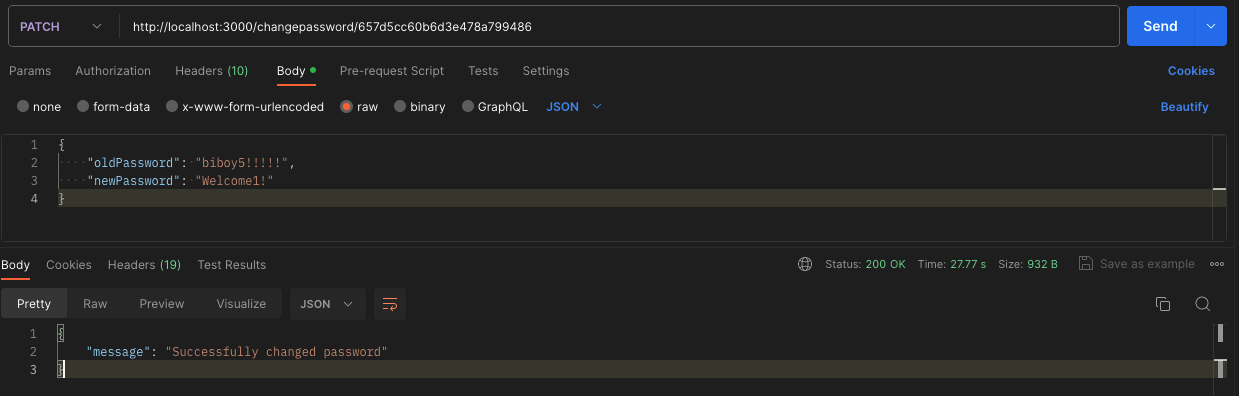 PATCH http://localhost:3000/changepassword/657d5cc60b6d3e478a799486 Send
Params Authorization Headers (10) Body Pre-request Script Tests Settings Cookies
none form-data x-www-form-urlencoded raw binary GraphQL JSON Beautify
1 {
2 "oldPassword": "biboy5!!!!!",
3 "newPassword": "Welcome1!"
4 }
Body Cookies Headers (19) Test Results Status: 200 OK Time: 27.77 s Size: 932 B Save as example
Pretty Raw Preview Visualize JSON
1 {
2 "message": "Successfully changed password"
3 }